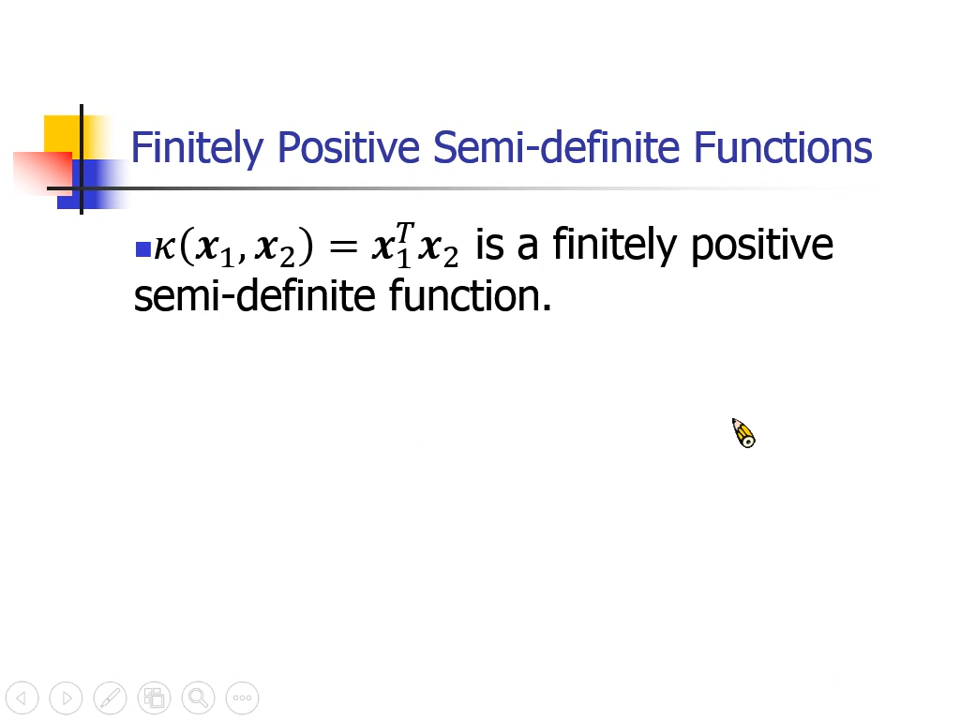 Finitely Positive Semi-definite Functions
κ(𝒙₁, 𝒙₂) = 𝒙₁ᵀ𝒙₂ is a finitely positive
semi-definite function.